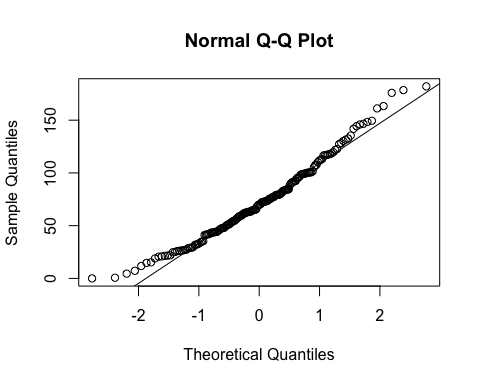 Normal Q-Q Plot
Sample Quantiles
150
100
50
0
-2 -1 0 1 2
Theoretical Quantiles